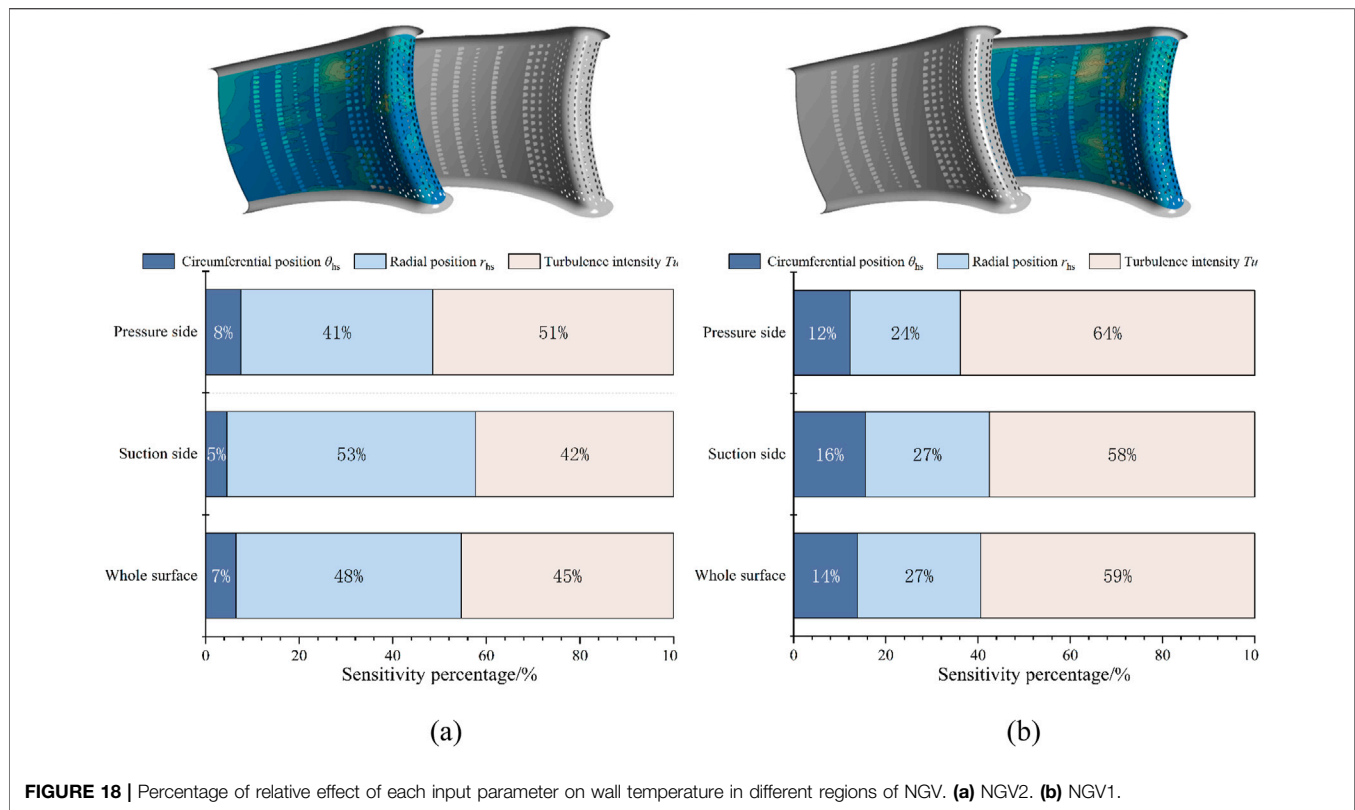 Circumferential position θhs Radial position rhs Turbulence intensity Tu
Pressure side 8% 41% 51%
Suction side 5% 53% 42%
Whole surface 7% 48% 45%
0 20 40 60 80 10
Sensitivity percentage/%
(a)
Circumferential position θhs Radial position rhs Turbulence intensity Tu
Pressure side 12% 24% 64%
Suction side 16% 27% 58%
Whole surface 14% 27% 59%
0 20 40 60 80 10
Sensitivity percentage/%
(b)
FIGURE 18 | Percentage of relative effect of each input parameter on wall temperature in different regions of NGV. (a) NGV2. (b) NGV1.